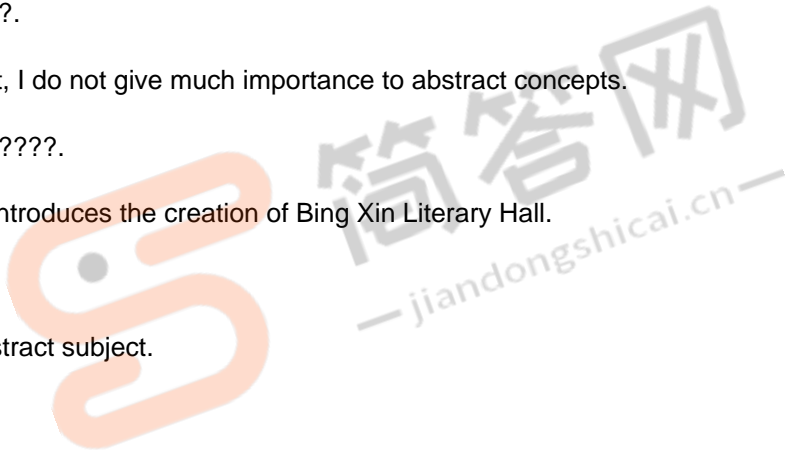 ??.
t, I do not give much importance to abstract concepts.
????.
ntroduces the creation of Bing Xin Literary Hall.
stract subject.
简答网
jiandongshicai.cn